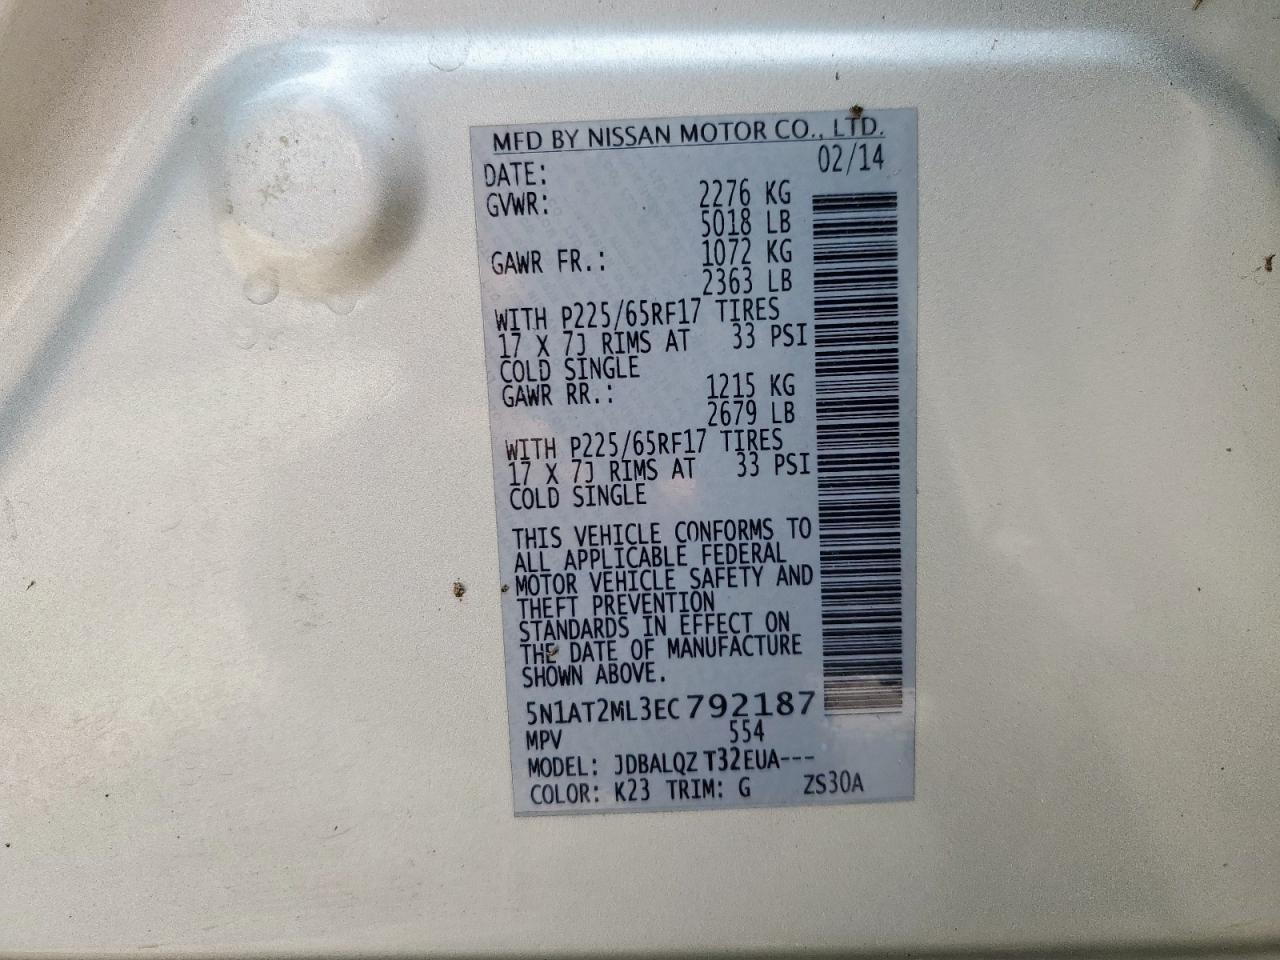 MFD BY NISSAN MOTOR CO., LTD.
DATE: 02/14
GVWR: 2276 KG
5018 LB
GAWR FR.: 1072 KG
2363 LB
WITH P225/65RF17 TIRES
17 X 7J RIMS AT 33 PSI
COLD SINGLE
GAWR RR.: 1215 KG
2679 LB
WITH P225/65RF17 TIRES
17 X 7J RIMS AT 33 PSI
COLD SINGLE
THIS VEHICLE CONFORMS TO
ALL APPLICABLE FEDERAL
MOTOR VEHICLE SAFETY AND
THEFT PREVENTION
STANDARDS IN EFFECT ON
THE DATE OF MANUFACTURE
SHOWN ABOVE.
5N1AT2ML3EC792187
MPV 554
MODEL: JDBALQZ T32EUA---
COLOR: K23 TRIM: G ZS30A